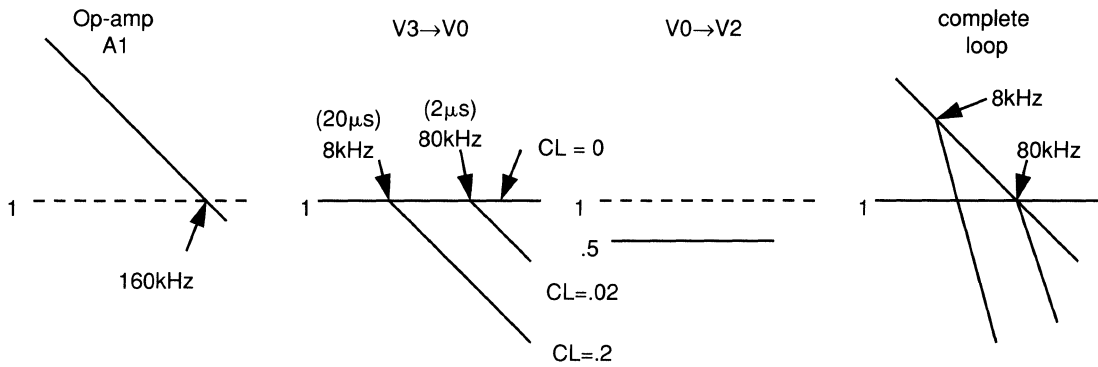 Op-amp
A1
1
160kHz
V3→V0
(20μs)
8kHz
(2μs)
80kHz
CL = 0
1
CL=.02
CL=.2
V0→V2
1
.5
complete
loop
8kHz
80kHz
1